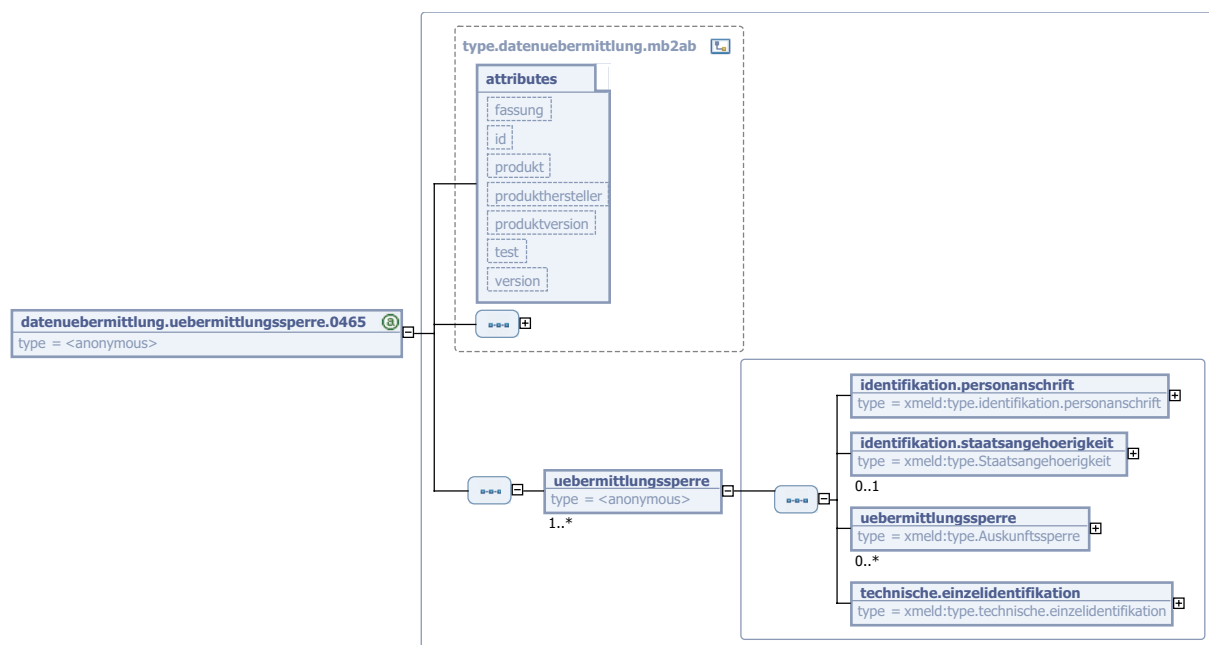 type.datenuebermittlung.mb2ab
attributes
fassung
id
produkt
produkthersteller
produktversion
test
version
datenuebermittlung.uebermittlungssperre.0465
type = <anonymous>
uebermittlungssperre
type = <anonymous>
1..*
identifikation.personanschrift
type = xmeld:type.identifikation.personanschrift
identifikation.staatsangehoerigkeit
type = xmeld:type.Staatsangehoerigkeit
0..1
uebermittlungssperre
type = xmeld:type.Auskunftssperre
0..*
technische.einzelidentifikation
type = xmeld:type.technische.einzelidentifikation